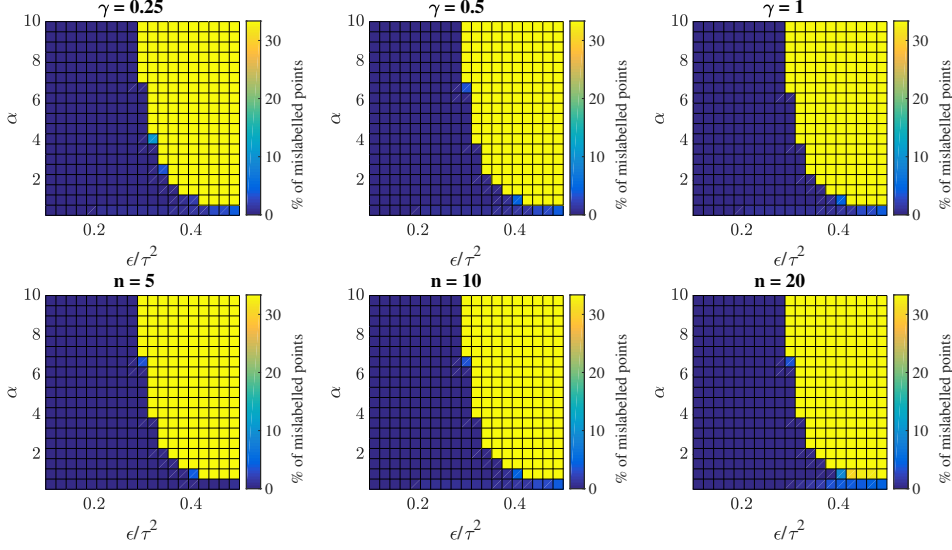 γ = 0.25
10
8
6
4
2
α
0.2
0.4
ϵ/τ²
30
20
10
0
% of mislabelled points
γ = 0.5
10
8
6
4
2
α
0.2
0.4
ϵ/τ²
30
20
10
0
% of mislabelled points
γ = 1
10
8
6
4
2
α
0.2
0.4
ϵ/τ²
30
20
10
0
% of mislabelled points
n = 5
10
8
6
4
2
α
0.2
0.4
ϵ/τ²
30
20
10
0
% of mislabelled points
n = 10
10
8
6
4
2
α
0.2
0.4
ϵ/τ²
30
20
10
0
% of mislabelled points
n = 20
10
8
6
4
2
α
0.2
0.4
ϵ/τ²
30
20
10
0
% of mislabelled points